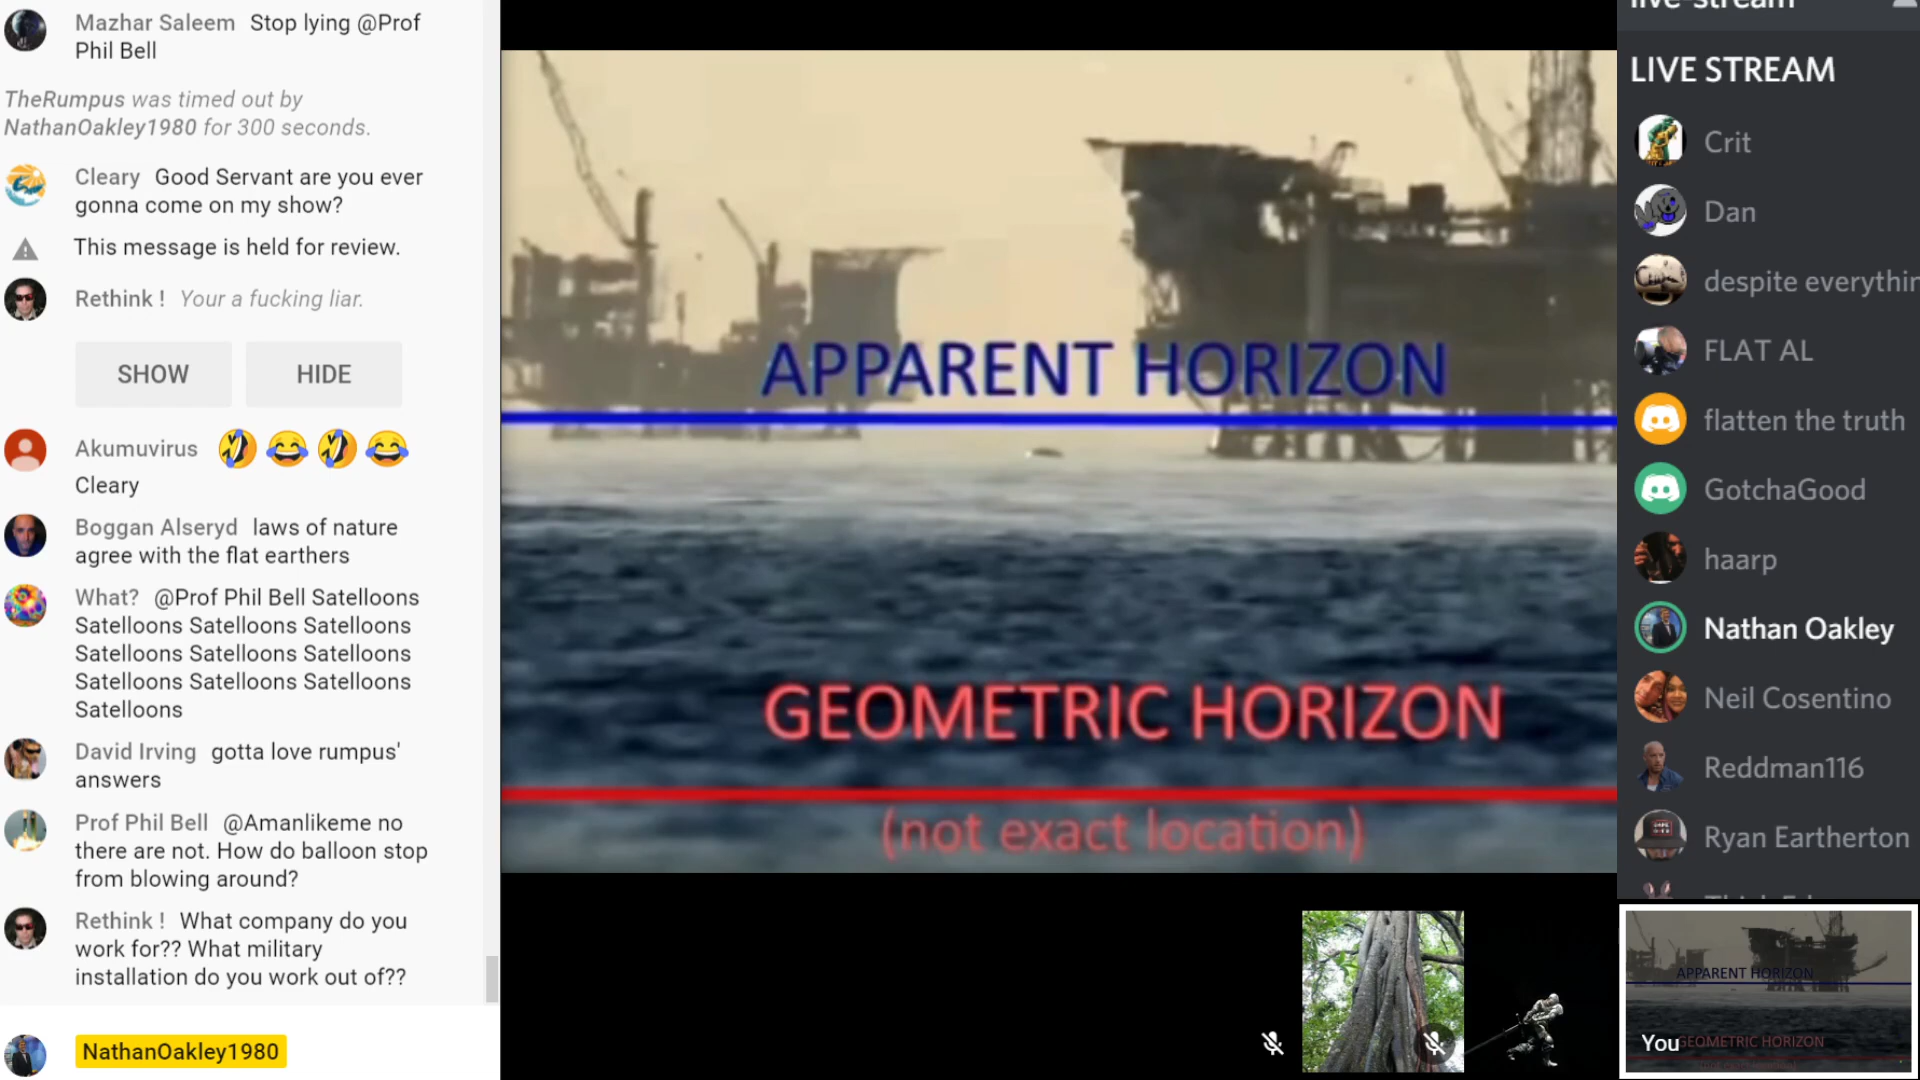 Mazhar Saleem Stop lying @Prof
Phil Bell
TheRumpus was timed out by
NathanOakley1980 for 300 seconds.
Cleary Good Servant are you ever
gonna come on my show?
This message is held for review.
Rethink ! Your a fucking liar.
SHOW HIDE
Akumuvirus 🤣😂🤣😂
Cleary
Boggan Alseryd laws of nature
agree with the flat earthers
What? @Prof Phil Bell Satelloons
Satelloons Satelloons Satelloons
Satelloons Satelloons Satelloons
Satelloons Satelloons Satelloons
Satelloons
David Irving gotta love rumpus'
answers
Prof Phil Bell @Amanlikeme no
there are not. How do balloon stop
from blowing around?
Rethink ! What company do you
work for?? What military
installation do you work out of??
NathanOakley1980
APPARENT HORIZON
GEOMETRIC HORIZON
(not exact location)
live-stream
LIVE STREAM
Crit
Dan
despite everythin
FLAT AL
flatten the truth
GotchaGood
haarp
Nathan Oakley
Neil Cosentino
Reddman116
Ryan Eartherton
APPARENT HORIZON
You
GEOMETRIC HORIZON